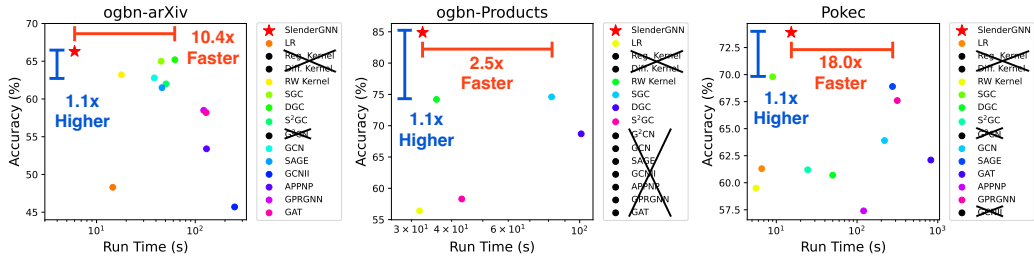 ogbn-arXiv
70
65
60
55
50
45
Accuracy (%)
10¹
10²
Run Time (s)
10.4x
Faster
1.1x
Higher
SlenderGNN
LR
Reg. Kernel
Diff. Kernel
RW Kernel
SGC
DGC
S²GC
G²CN
GCN
SAGE
GCNII
APPNP
GPRGNN
GAT
ogbn-Products
85
80
75
70
65
60
55
Accuracy (%)
3 × 10¹
4 × 10¹
6 × 10¹
10²
Run Time (s)
2.5x
Faster
1.1x
Higher
SlenderGNN
LR
Reg. Kernel
Diff. Kernel
RW Kernel
SGC
DGC
S²GC
G²CN
GCN
SAGE
GCNII
APPNP
GPRGNN
GAT
Pokec
72.5
70.0
67.5
65.0
62.5
60.0
57.5
Accuracy (%)
10¹
10²
10³
Run Time (s)
18.0x
Faster
1.1x
Higher
SlenderGNN
LR
Reg. Kernel
Diff. Kernel
RW Kernel
SGC
DGC
S²GC
G²CN
GCN
SAGE
GAT
APPNP
GPRGNN
GCNII